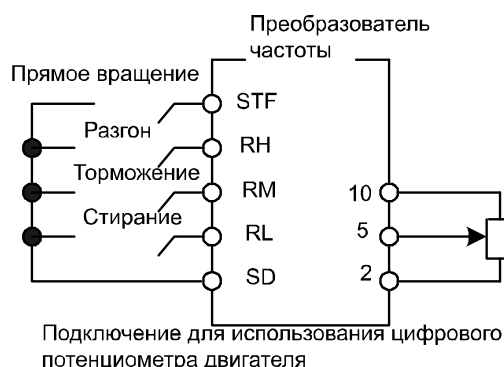 Преобразователь
частоты
Прямое вращение
STF
Разгон
RH
Торможение
RM
10
Стирание
RL
5
SD
2
Подключение для использования цифрового
потенциометра двигателя